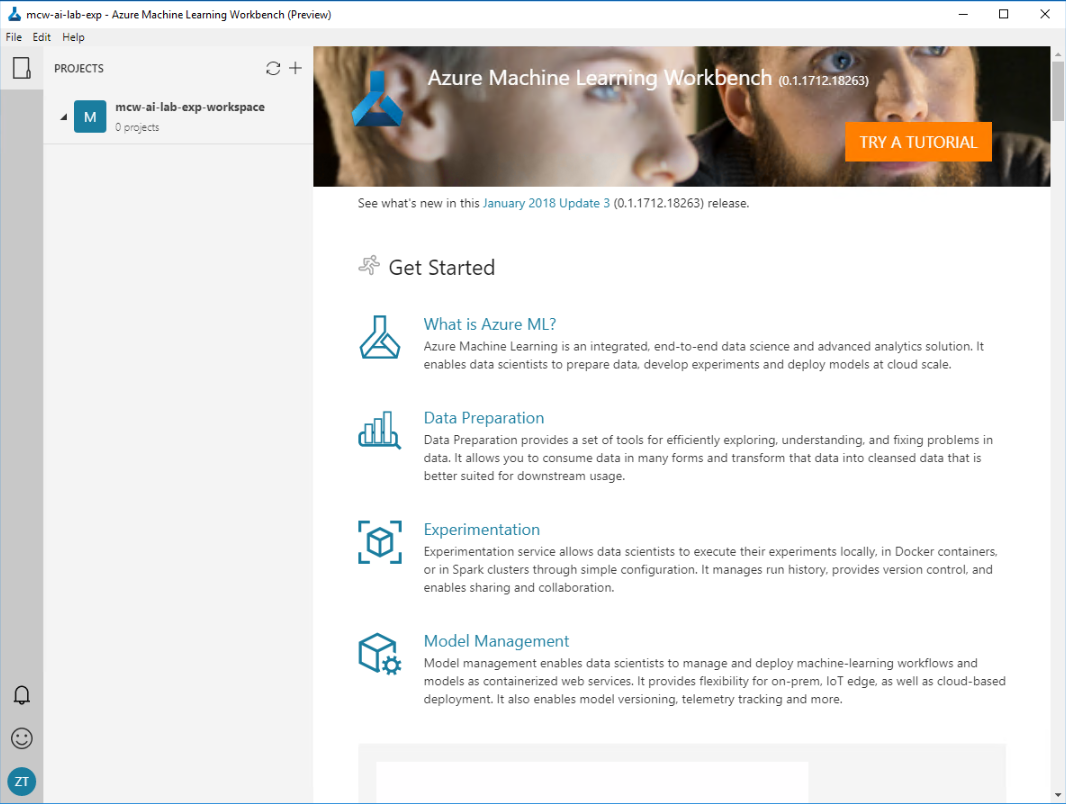 mcw-ai-lab-exp - Azure Machine Learning Workbench (Preview)
File Edit Help
PROJECTS
M
mcw-ai-lab-exp-workspace
0 projects
Azure Machine Learning Workbench (0.1.1712.18263)
TRY A TUTORIAL
See what's new in this January 2018 Update 3 (0.1.1712.18263) release.
Get Started
What is Azure ML?
Azure Machine Learning is an integrated, end-to-end data science and advanced analytics solution. It
enables data scientists to prepare data, develop experiments and deploy models at cloud scale.
Data Preparation
Data Preparation provides a set of tools for efficiently exploring, understanding, and fixing problems in
data. It allows you to consume data in many forms and transform that data into cleansed data that is
better suited for downstream usage.
Experimentation
Experimentation service allows data scientists to execute their experiments locally, in Docker containers,
or in Spark clusters through simple configuration. It manages run history, provides version control, and
enables sharing and collaboration.
Model Management
Model management enables data scientists to manage and deploy machine-learning workflows and
models as containerized web services. It provides flexibility for on-prem, IoT edge, as well as cloud-based
deployment. It also enables model versioning, telemetry tracking and more.
ZT